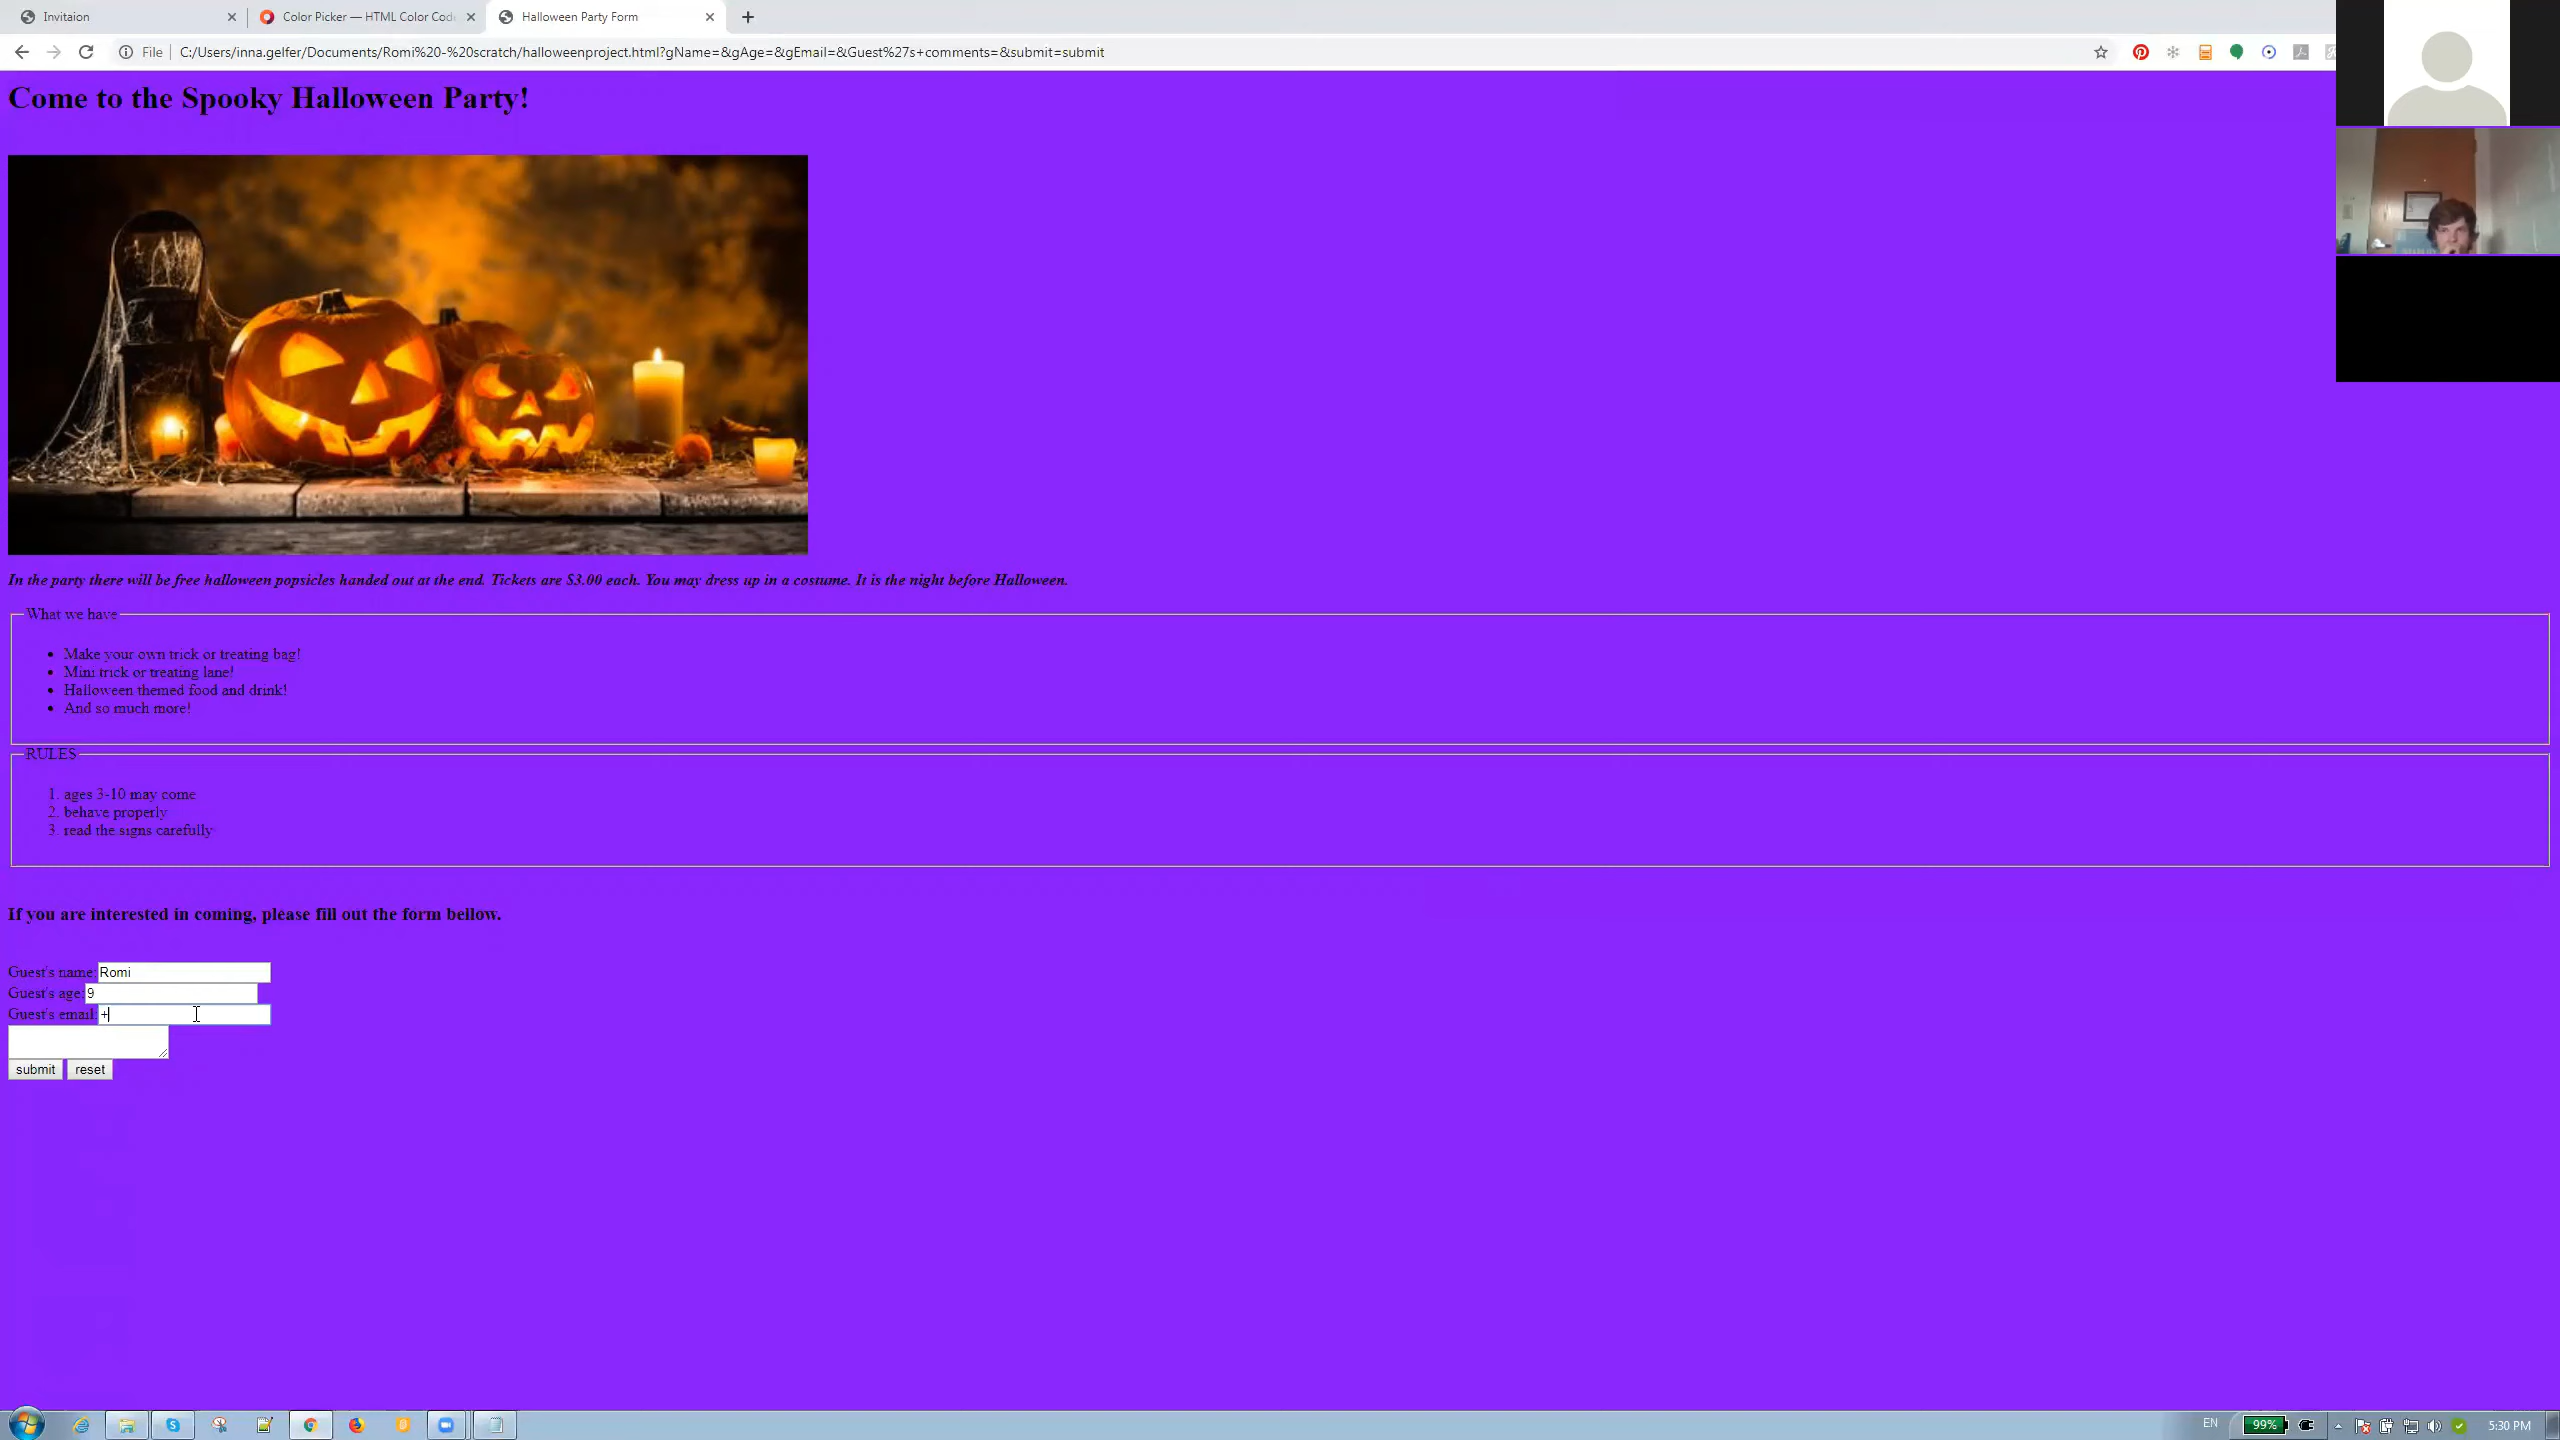 Invitaion
Color Picker — HTML Color Cod
Halloween Party Form
File
C:/Users/inna.gelfer/Documents/Romi%20-%20scratch/halloweenproject.html?gName=&gAge=&gEmail=&Guest%27s+comments=&submit=submit
Come to the Spooky Halloween Party!
In the party there will be free halloween popsicles handed out at the end. Tickets are $3.00 each. You may dress up in a costume. It is the night before Halloween.
What we have
• Make your own trick or treating bag!
• Mini trick or treating lane!
• Halloween themed food and drink!
• And so much more!
RULES
1. ages 3-10 may come
2. behave properly
3. read the signs carefully
If you are interested in coming, please fill out the form bellow.
Guest's name: Romi
Guest's age: 9
Guest's email: +
submit reset
EN 99% 5:30 PM